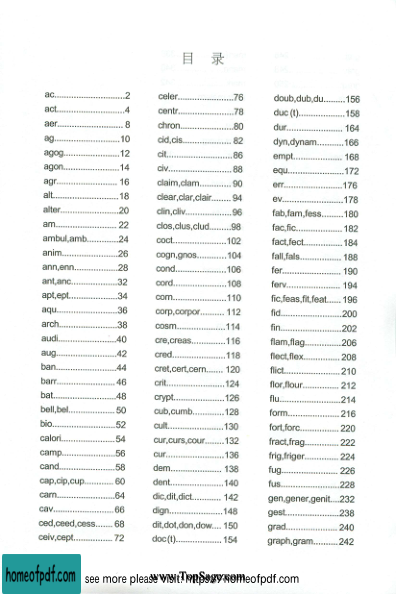 目 录
ac............................2
act...........................4
aer.......................... 8
ag...........................10
agog......................12
agon......................14
agr........................ 16
alt.......................... 18
alter.......................20
am......................... 22
ambul,amb............24
anim.......................26
ann,enn.................28
ant,anc...................32
apt,ept....................34
aqu........................ 36
arch........................38
audi........................40
aug.........................42
ban........................ 44
barr........................ 46
bat..........................48
bell,bel................... 50
bio..........................52
calori......................54
camp..................... 56
cand.......................58
cap,cip,cup........... 60
carn........................64
cav......................... 66
ced,ceed,cess....... 68
ceiv,cept............... 72
celer......................76
centr......................78
chron.....................80
cid,cis................... 82
cit.......................... 86
civ......................... 88
claim,clam............ 90
clear,clar,clair....... 94
clin,cliv.................96
clos,clus,clud........98
coct.....................102
cogn,gnos...........104
cond....................106
cord.....................108
corn.....................110
corp,corpor......... 112
cosm...................114
cre,creas.............116
cred.....................118
cret,cert,cern...... 120
crit.......................124
crypt....................126
cub,cumb............128
cult......................130
cur,curs,cour.......132
cur.......................136
dem.................... 138
dent.....................140
dic,dit,dict........... 142
dign.....................148
dit,dot,don,dow.... 150
doc(t)..................154
doub,dub,du.........156
duc (t)..................158
dur...................... 164
dyn,dynam...........166
empt................... 168
equ......................172
err.......................176
ev........................178
fab,fam,fess.........180
fac,fic.................. 182
fact,fect............... 184
fall,fals................ 188
fer....................... 190
ferv..................... 194
fic,feas,fit,feat...... 196
fid.......................200
fin....................... 202
flam,flag..............206
flect,flex.............. 208
flict......................210
flor,flour.............. 212
flu.......................214
form.................... 216
fort,forc............... 220
fract,frag............. 222
frig,friger............. 224
fug...................... 226
fus......................228
gen,gener,genit....232
gest....................238
grad................... 240
graph,gram..........242
homeofpdf.com
see more please visit: https://homeofpdf.com
www.TopSage.com